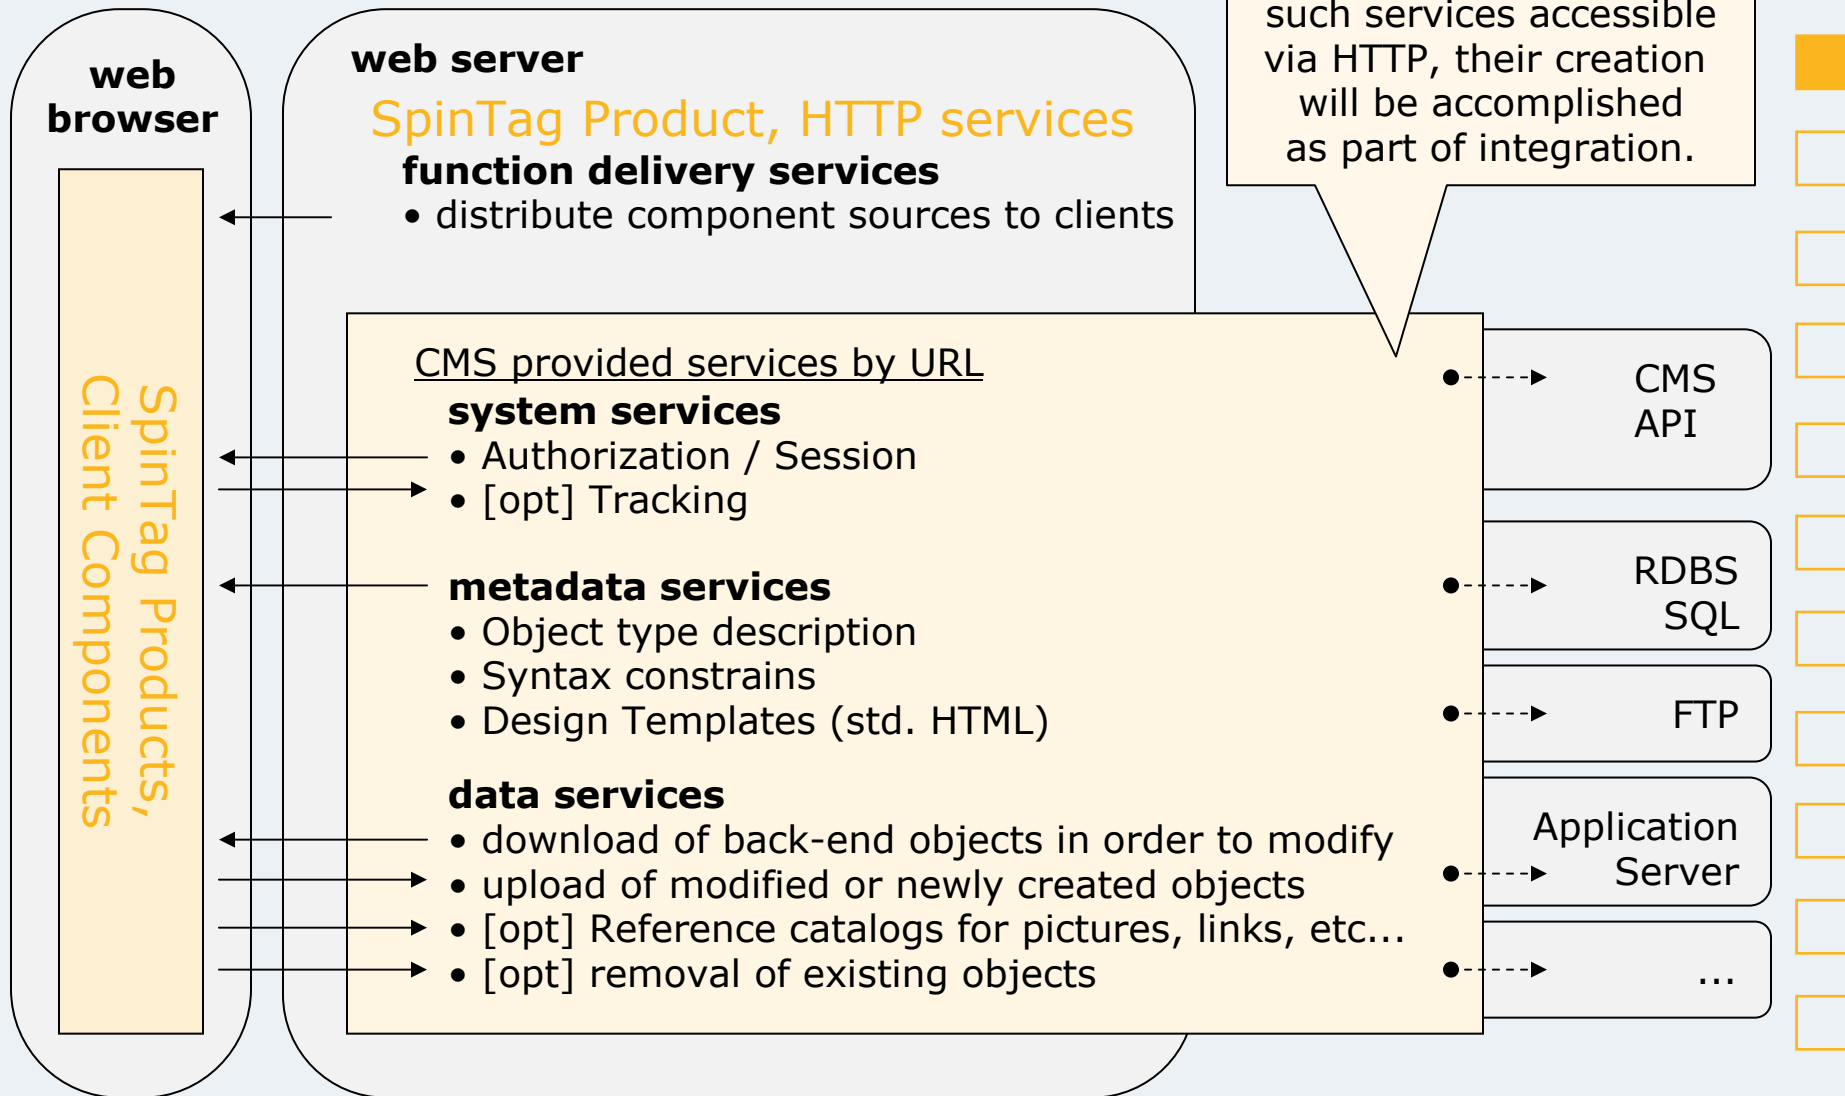 web
browser
SpinTag Products,
Client Components
web server
SpinTag Product, HTTP services
function delivery services
• distribute component sources to clients
such services accessible
via HTTP, their creation
will be accomplished
as part of integration.
CMS provided services by URL
system services
• Authorization / Session
• [opt] Tracking
metadata services
• Object type description
• Syntax constrains
• Design Templates (std. HTML)
data services
• download of back-end objects in order to modify
• upload of modified or newly created objects
• [opt] Reference catalogs for pictures, links, etc...
• [opt] removal of existing objects
CMS
API
RDBS
SQL
FTP
Application
Server
...